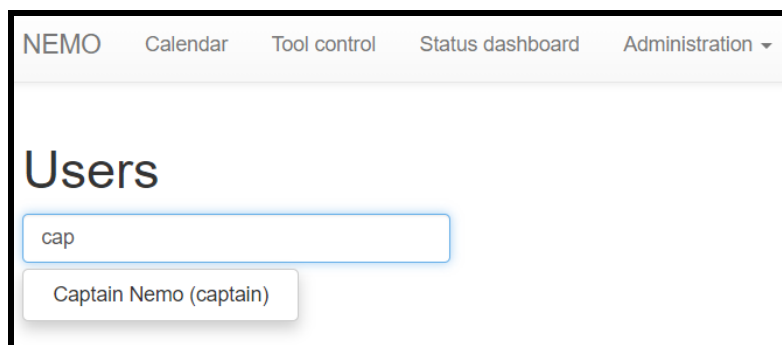 NEMO Calendar Tool control Status dashboard Administration
Users
cap
Captain Nemo (captain)